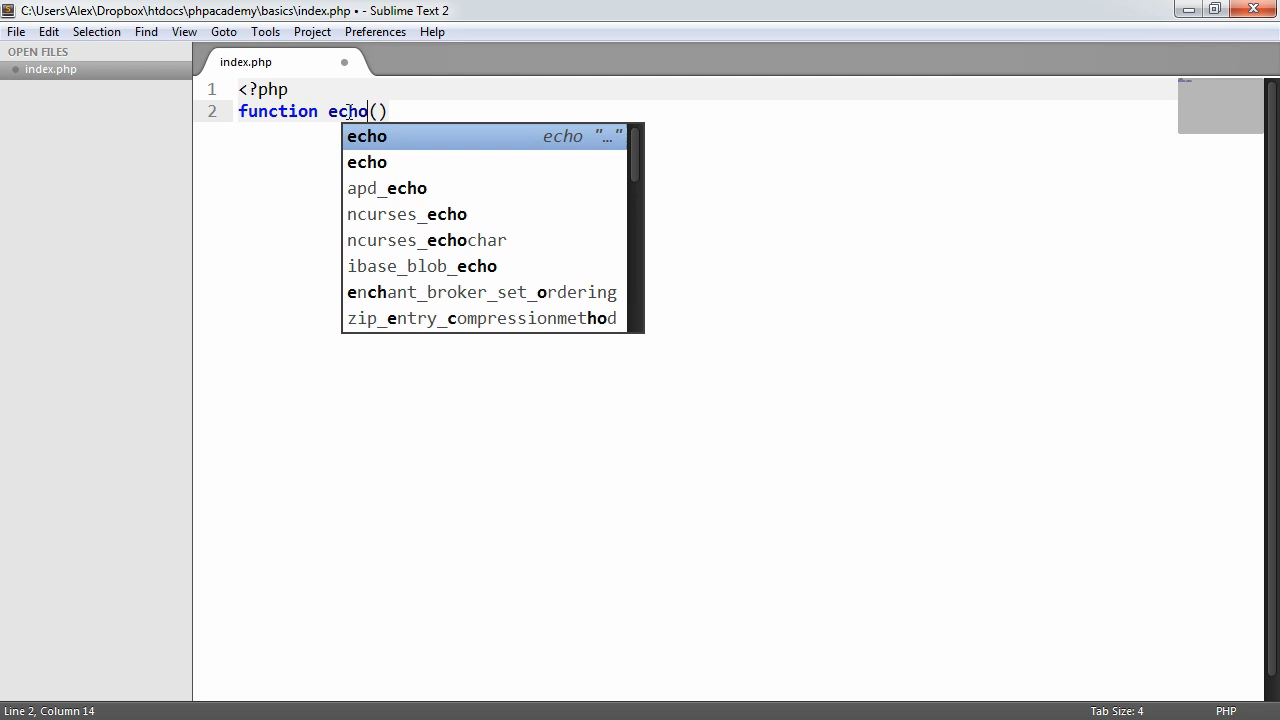 C:\Users\Alex\Dropbox\htdocs\phpacademy\basics\index.php • - Sublime Text 2
File Edit Selection Find View Goto Tools Project Preferences Help
OPEN FILES
index.php
index.php
1 <?php
2 function echo()
echo echo "…"
echo
apd_echo
ncurses_echo
ncurses_echochar
ibase_blob_echo
enchant_broker_set_ordering
zip_entry_compressionmethod
Line 2, Column 14 Tab Size: 4 PHP